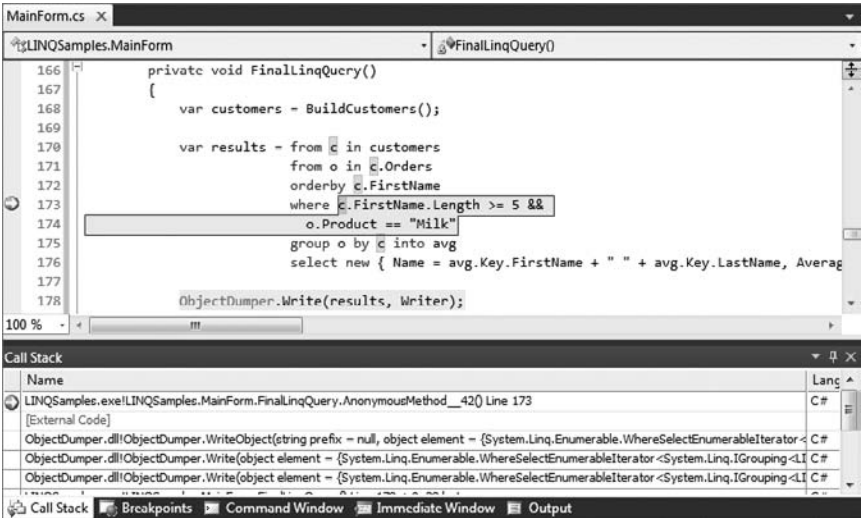 MainForm.cs X
LINQSamples.MainForm
FinalLinqQuery()
166 private void FinalLinqQuery()
167 {
168 var customers = BuildCustomers();
169
170 var results = from c in customers
171 from o in c.Orders
172 orderby c.FirstName
173 where c.FirstName.Length >= 5 &&
174 o.Product == "Milk"
175 group o by c into avg
176 select new { Name = avg.Key.FirstName + " " + avg.Key.LastName, Averag
177
178 ObjectDumper.Write(results, Writer);
100 %
Call Stack
Name Lang
LINQSamples.exe!LINQSamples.MainForm.FinalLinqQuery.AnonymousMethod__42() Line 173 C#
[External Code]
ObjectDumper.dll!ObjectDumper.WriteObject(string prefix = null, object element = {System.Linq.Enumerable.WhereSelectEnumerableIterator< C#
ObjectDumper.dll!ObjectDumper.Write(object element = {System.Linq.Enumerable.WhereSelectEnumerableIterator<System.Linq.IGrouping<LI C#
ObjectDumper.dll!ObjectDumper.Write(object element = {System.Linq.Enumerable.WhereSelectEnumerableIterator<System.Linq.IGrouping<LI C#
Call Stack Breakpoints Command Window Immediate Window Output